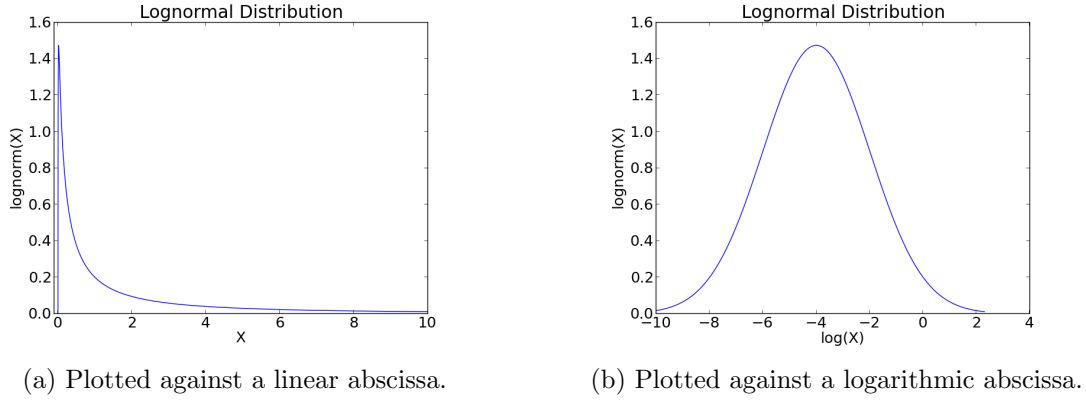 Lognormal Distribution
1.6
1.4
1.2
1.0
0.8
0.6
0.4
0.2
0.0
lognorm(X)
0 2 4 6 8 10
X
(a) Plotted against a linear abscissa.
Lognormal Distribution
1.6
1.4
1.2
1.0
0.8
0.6
0.4
0.2
0.0
lognorm(X)
−10 −8 −6 −4 −2 0 2 4
log(X)
(b) Plotted against a logarithmic abscissa.